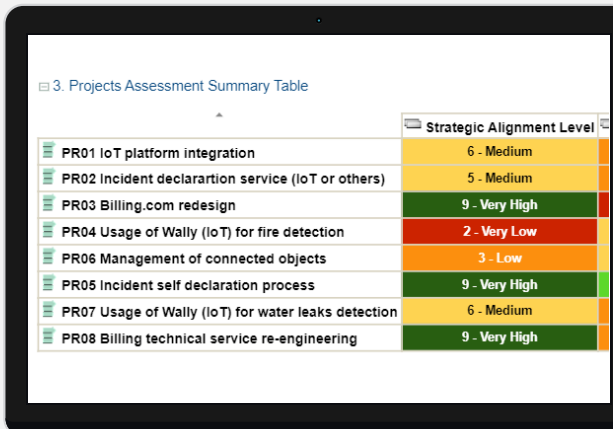 3. Projects Assessment Summary Table
Strategic Alignment Level
PR01 IoT platform integration 6 - Medium
PR02 Incident declarartion service (IoT or others) 5 - Medium
PR03 Billing.com redesign 9 - Very High
PR04 Usage of Wally (IoT) for fire detection 2 - Very Low
PR06 Management of connected objects 3 - Low
PR05 Incident self declaration process 9 - Very High
PR07 Usage of Wally (IoT) for water leaks detection 6 - Medium
PR08 Billing technical service re-engineering 9 - Very High